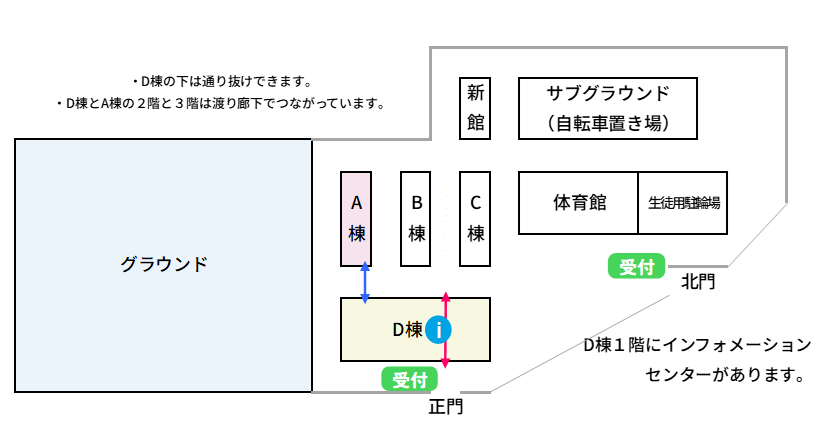 ・D棟の下は通り抜けできます。
・D棟とA棟の２階と３階は渡り廊下でつながっています。
新
館
サブグラウンド
（自転車置き場）
A
棟
B
棟
C
棟
体育館
生徒用駐輪場
グラウンド
受付
北門
D棟
i
D棟１階にインフォメーション
センターがあります。
受付
正門